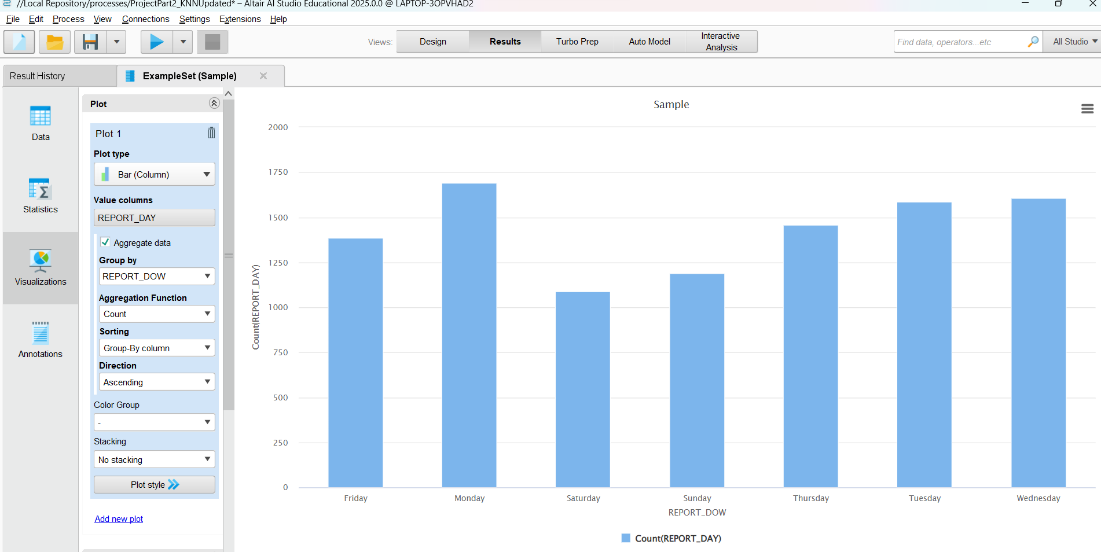 //Local Repository/processes/ProjectPart2_KNNUpdated* – Altair AI Studio Educational 2025.0.0 @ LAPTOP-3OPVHAD2
File Edit Process View Connections Settings Extensions Help
Views: Design Results Turbo Prep Auto Model Interactive Analysis
Find data, operators...etc
All Studio
Result History
ExampleSet (Sample)
Data
Statistics
Visualizations
Annotations
Plot
Plot 1
Plot type
Bar (Column)
Value columns
REPORT_DAY
Aggregate data
Group by
REPORT_DOW
Aggregation Function
Count
Sorting
Group-By column
Direction
Ascending
Color Group
-
Stacking
No stacking
Plot style
Add new plot
Sample
Count(REPORT_DAY)
2000
1750
1500
1250
1000
750
500
250
0
Friday Monday Saturday Sunday Thursday Tuesday Wednesday
REPORT_DOW
Count(REPORT_DAY)